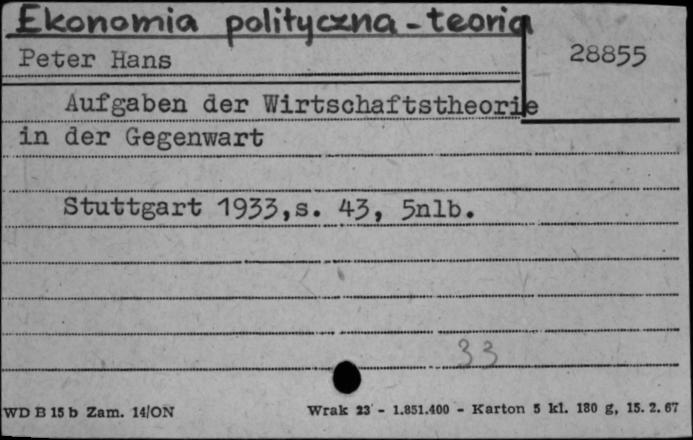 Ekonomia polityczna - teoria
Peter Hans
28855
Aufgaben der Wirtschaftstheorie
in der Gegenwart
Stuttgart 1933,s. 43, 5nlb.
33
WD B 15 b Zam. 14/ON
Wrak 23 - 1.851.400 - Karton 5 kl. 180 g, 15. 2. 67